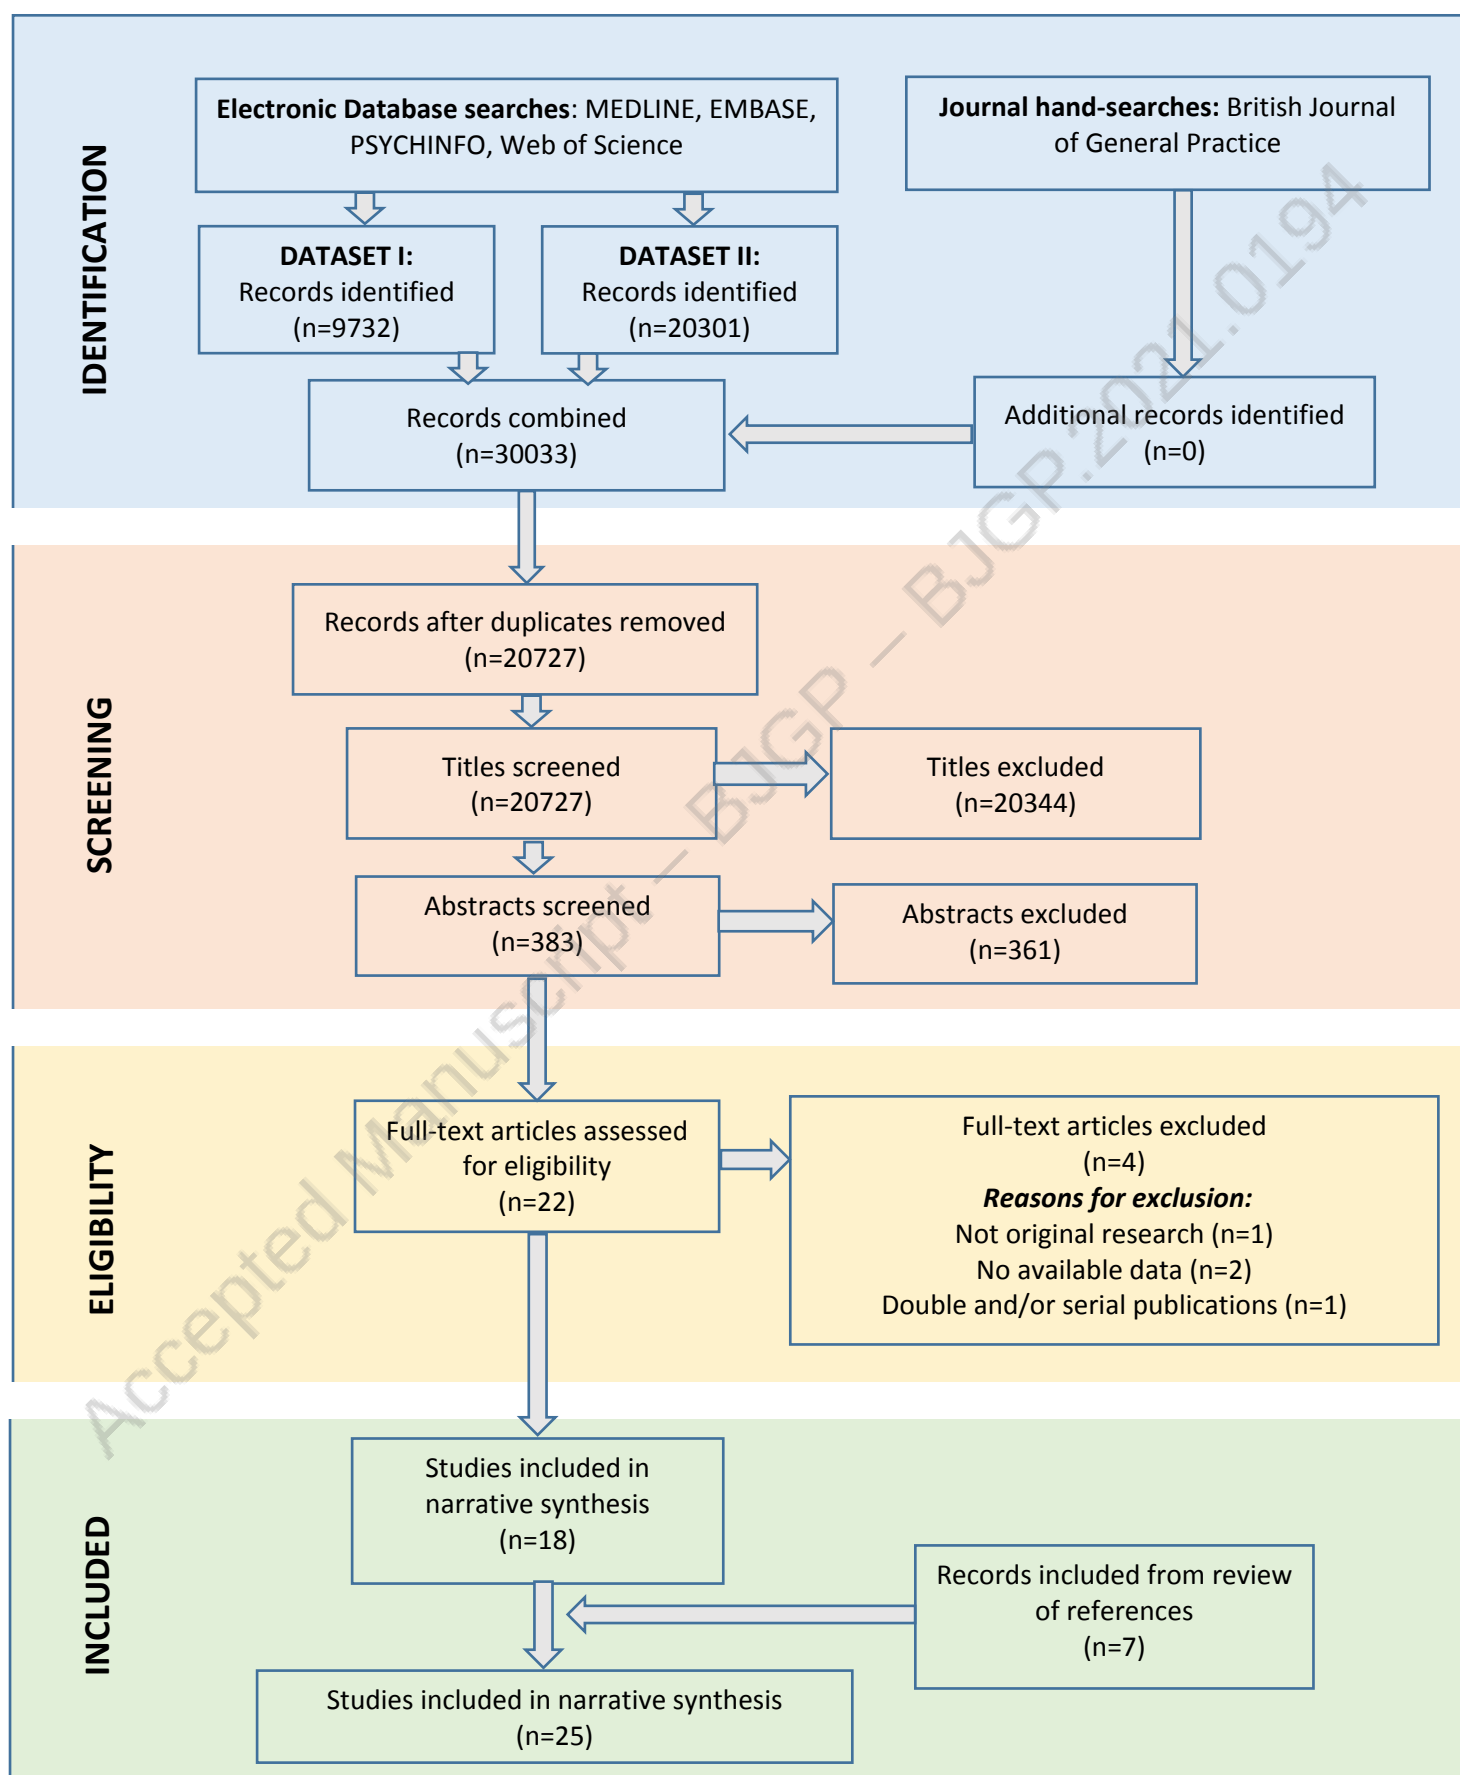 IDENTIFICATION
Electronic Database searches: MEDLINE, EMBASE,
PSYCHINFO, Web of Science
Journal hand-searches: British Journal
of General Practice
DATASET I:
Records identified
(n=9732)
DATASET II:
Records identified
(n=20301)
Records combined
(n=30033)
Additional records identified
(n=0)
SCREENING
Records after duplicates removed
(n=20727)
Titles screened
(n=20727)
Titles excluded
(n=20344)
Abstracts screened
(n=383)
Abstracts excluded
(n=361)
ELIGIBILITY
Full-text articles assessed
for eligibility
(n=22)
Full-text articles excluded
(n=4)
Reasons for exclusion:
Not original research (n=1)
No available data (n=2)
Double and/or serial publications (n=1)
INCLUDED
Studies included in
narrative synthesis
(n=18)
Records included from review
of references
(n=7)
Studies included in narrative synthesis
(n=25)
Accepted Manuscript – BJGP – BJGP.2021.0194